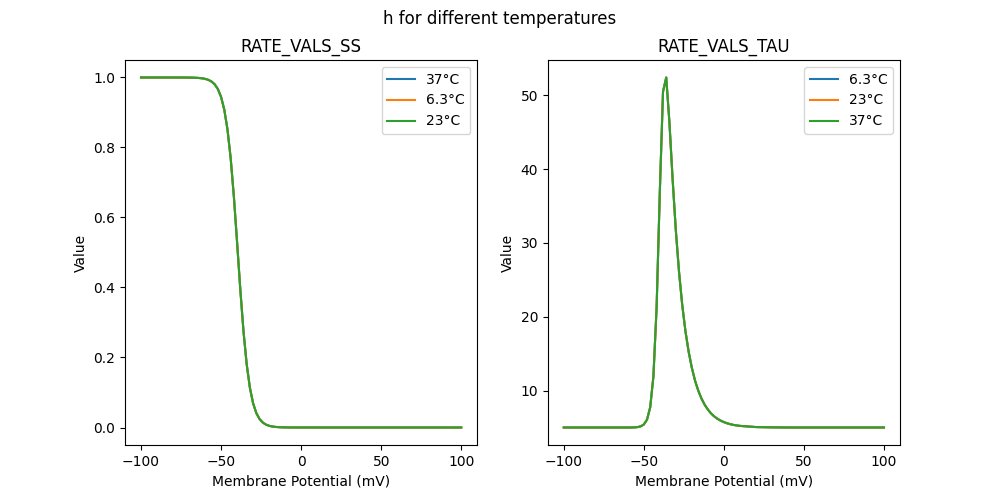 h for different temperatures
RATE_VALS_SS
1.0
0.8
0.6
0.4
0.2
0.0
Value
−100
−50
0
50
100
Membrane Potential (mV)
37°C
6.3°C
23°C
RATE_VALS_TAU
50
40
30
20
10
Value
−100
−50
0
50
100
Membrane Potential (mV)
6.3°C
23°C
37°C